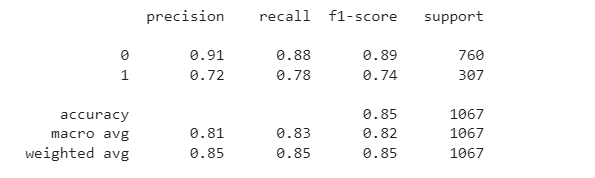 precision recall f1-score support
0 0.91 0.88 0.89 760
1 0.72 0.78 0.74 307
accuracy 0.85 1067
macro avg 0.81 0.83 0.82 1067
weighted avg 0.85 0.85 0.85 1067